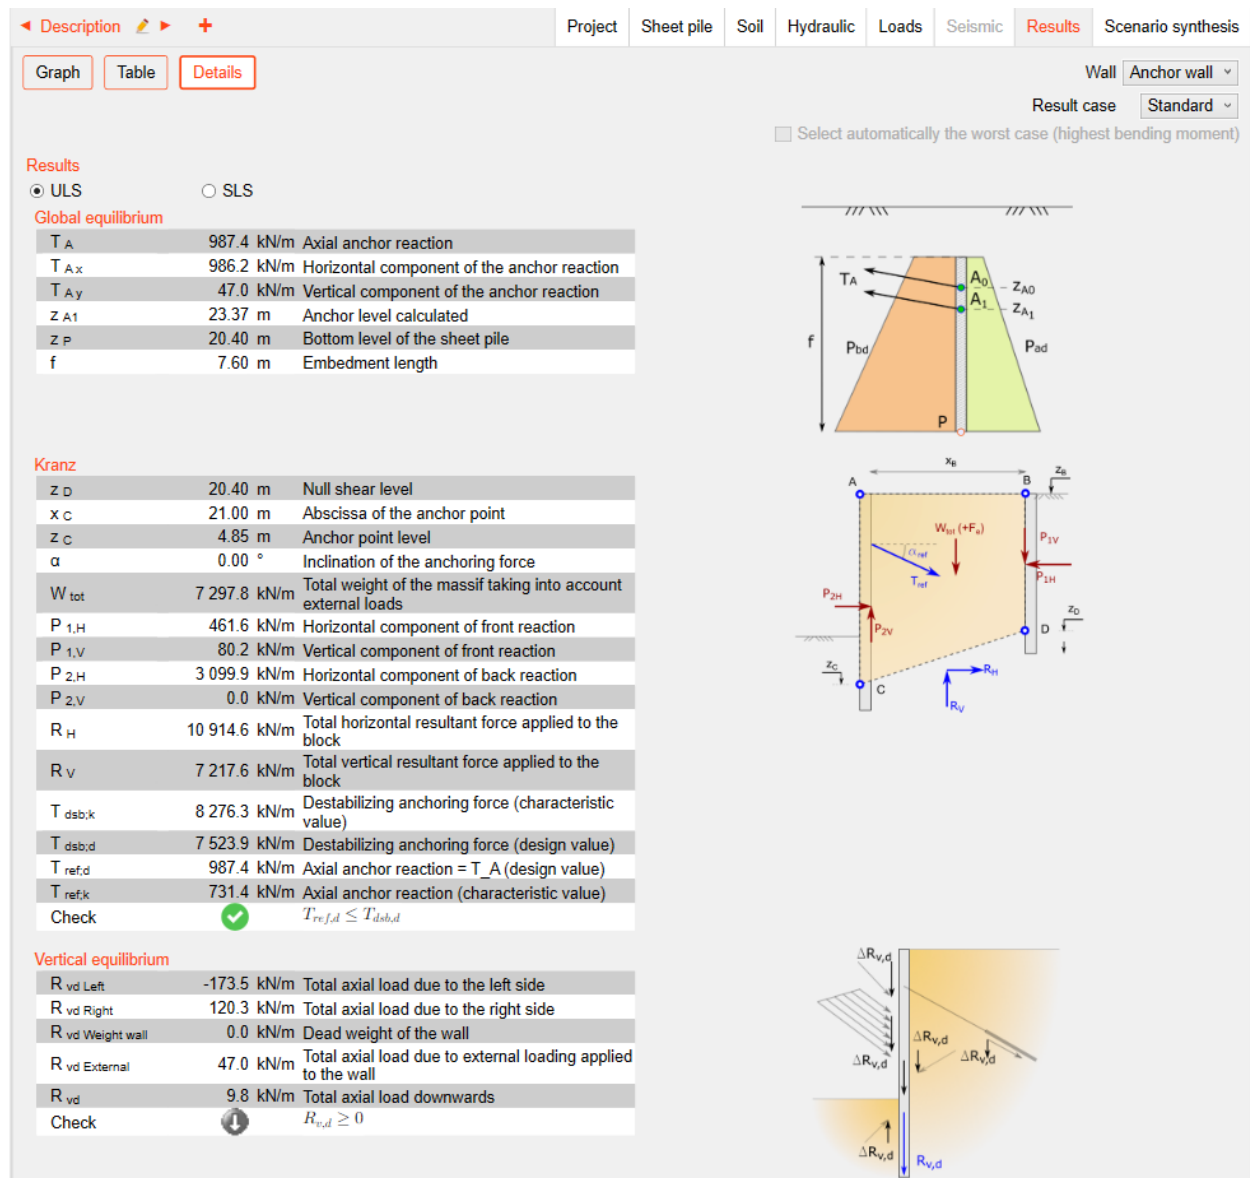 ◄ Description ► +
Project Sheet pile Soil Hydraulic Loads Seismic Results Scenario synthesis
Graph Table Details
Wall Anchor wall
Result case Standard
Select automatically the worst case (highest bending moment)
Results
ULS SLS
Global equilibrium
T A 987.4 kN/m Axial anchor reaction
T A x 986.2 kN/m Horizontal component of the anchor reaction
T A y 47.0 kN/m Vertical component of the anchor reaction
z A1 23.37 m Anchor level calculated
z P 20.40 m Bottom level of the sheet pile
f 7.60 m Embedment length
TA A0 zA0
A1 zA1
f Pbd Pad
P
Kranz
z D 20.40 m Null shear level
x C 21.00 m Abscissa of the anchor point
z C 4.85 m Anchor point level
α 0.00 ° Inclination of the anchoring force
W tot 7 297.8 kN/m Total weight of the massif taking into account
external loads
P 1,H 461.6 kN/m Horizontal component of front reaction
P 1,V 80.2 kN/m Vertical component of front reaction
P 2,H 3 099.9 kN/m Horizontal component of back reaction
P 2,V 0.0 kN/m Vertical component of back reaction
R H 10 914.6 kN/m Total horizontal resultant force applied to the
block
R V 7 217.6 kN/m Total vertical resultant force applied to the
block
T dsb;k 8 276.3 kN/m Destabilizing anchoring force (characteristic
value)
T dsb;d 7 523.9 kN/m Destabilizing anchoring force (design value)
T ref;d 987.4 kN/m Axial anchor reaction = T_A (design value)
T ref;k 731.4 kN/m Axial anchor reaction (characteristic value)
Check Tref,d ≤ Tdsb,d
xB
A B zB
Wtot (+Fe)
P1V
αref
Tref P1H
P2H
P2V zD
D
zC
C RH
RV
Vertical equilibrium
R vd Left -173.5 kN/m Total axial load due to the left side
R vd Right 120.3 kN/m Total axial load due to the right side
R vd Weight wall 0.0 kN/m Dead weight of the wall
R vd External 47.0 kN/m Total axial load due to external loading applied
to the wall
R vd 9.8 kN/m Total axial load downwards
Check Rv,d ≥ 0
ΔRv,d
ΔRv,d
ΔRv,d ΔRv,d
ΔRv,d Rv,d